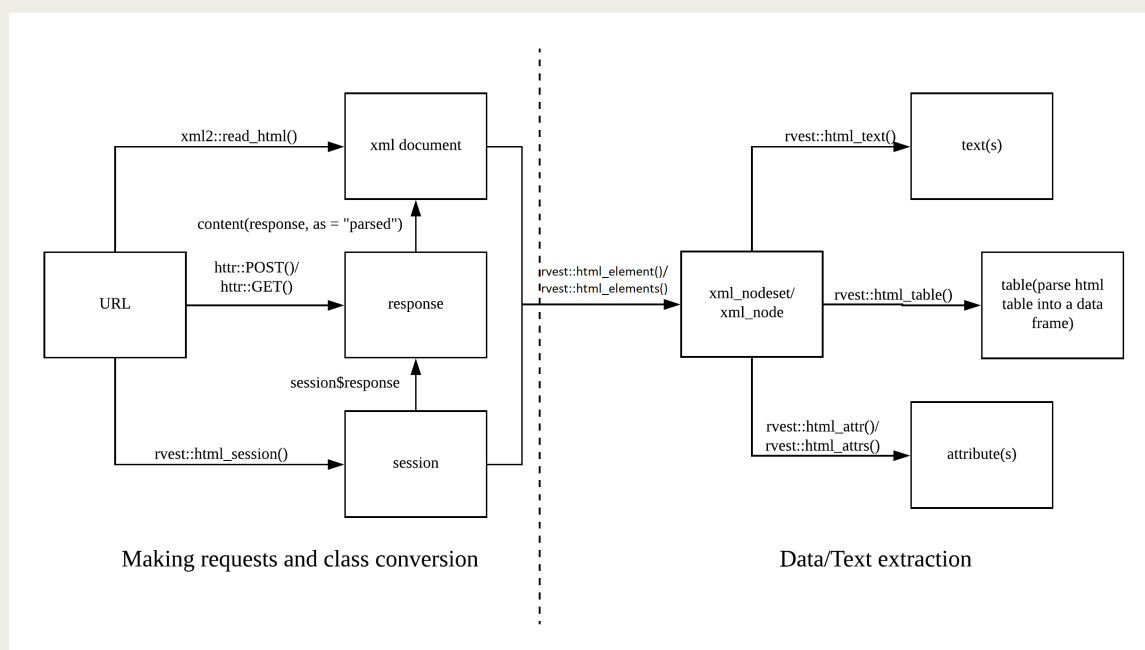 xml2::read_html()
xml document
content(response, as = "parsed")
URL
httr::POST()/
httr::GET()
response
session$response
rvest::html_session()
session
Making requests and class conversion
rvest::html_element()/
rvest::html_elements()
xml_nodeset/
xml_node
rvest::html_text()
text(s)
rvest::html_table()
table(parse html
table into a data
frame)
rvest::html_attr()/
rvest::html_attrs()
attribute(s)
Data/Text extraction